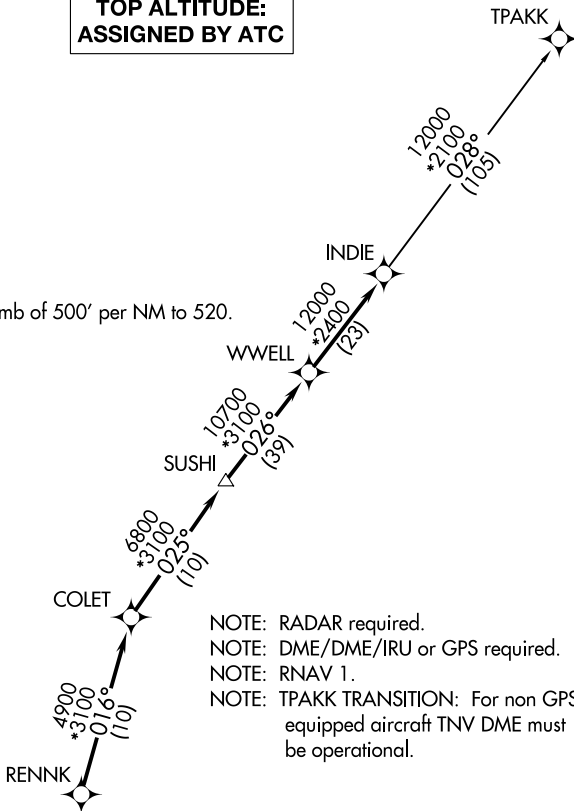 TOP ALTITUDE:
ASSIGNED BY ATC
TPAKK
12000
*2100
028°
(105)
INDIE
mb of 500' per NM to 520.
12000
*2400
(23)
WWELL
10700
*3100
026°
(39)
SUSHI
6800
*3100
025°
(10)
COLET
NOTE: RADAR required.
NOTE: DME/DME/IRU or GPS required.
NOTE: RNAV 1.
NOTE: TPAKK TRANSITION: For non GPS
equipped aircraft TNV DME must
be operational.
4900
*3100
016°
(10)
RENNK